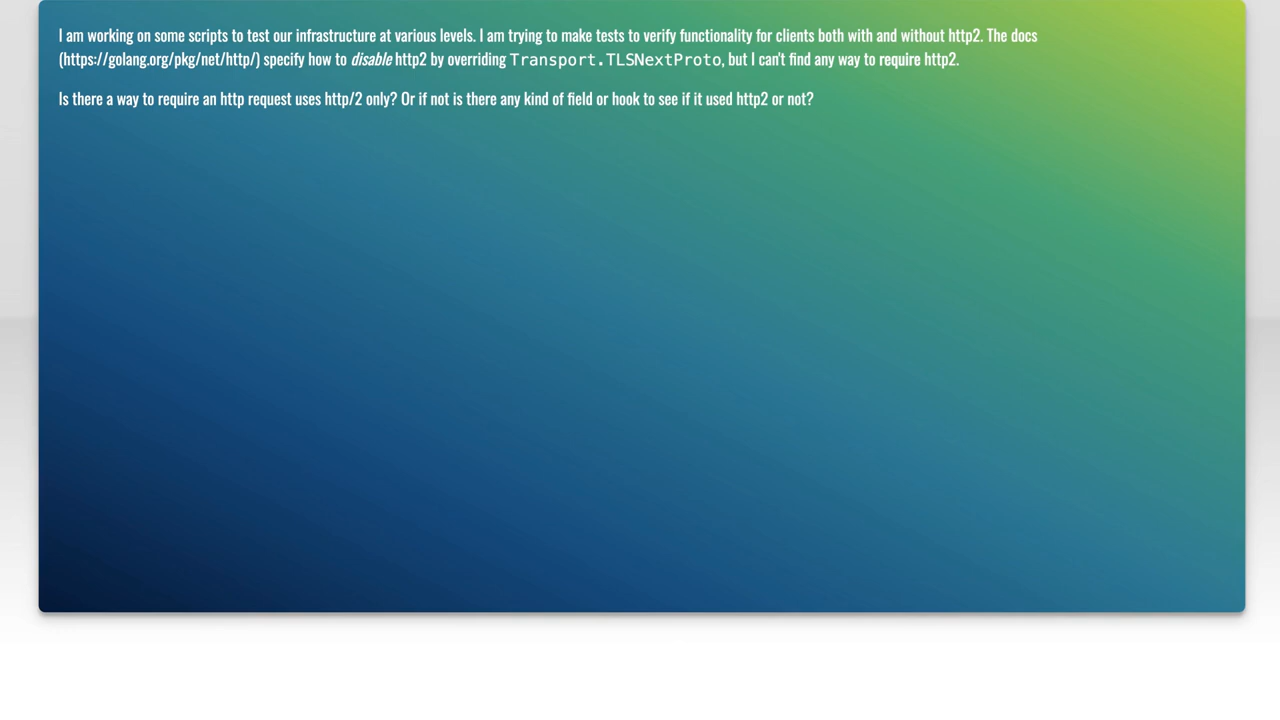 I am working on some scripts to test our infrastructure at various levels. I am trying to make tests to verify functionality for clients both with and without http2. The docs
(https://golang.org/pkg/net/http/) specify how to disable http2 by overriding Transport.TLSNextProto, but I can't find any way to require http2.
Is there a way to require an http request uses http/2 only? Or if not is there any kind of field or hook to see if it used http2 or not?